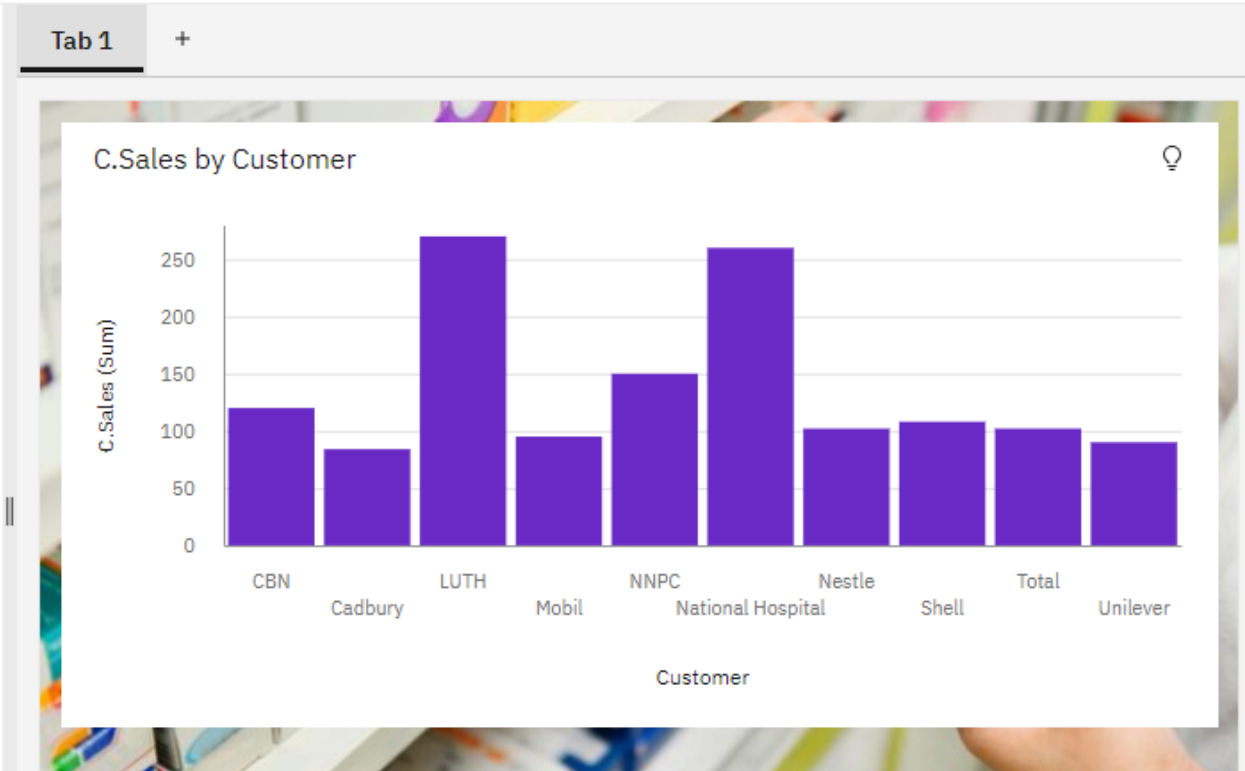 Tab 1 +
C.Sales by Customer
C.Sales (Sum)
250
200
150
100
50
0
CBN LUTH NNPC Nestle Total
Cadbury Mobil National Hospital Shell Unilever
Customer